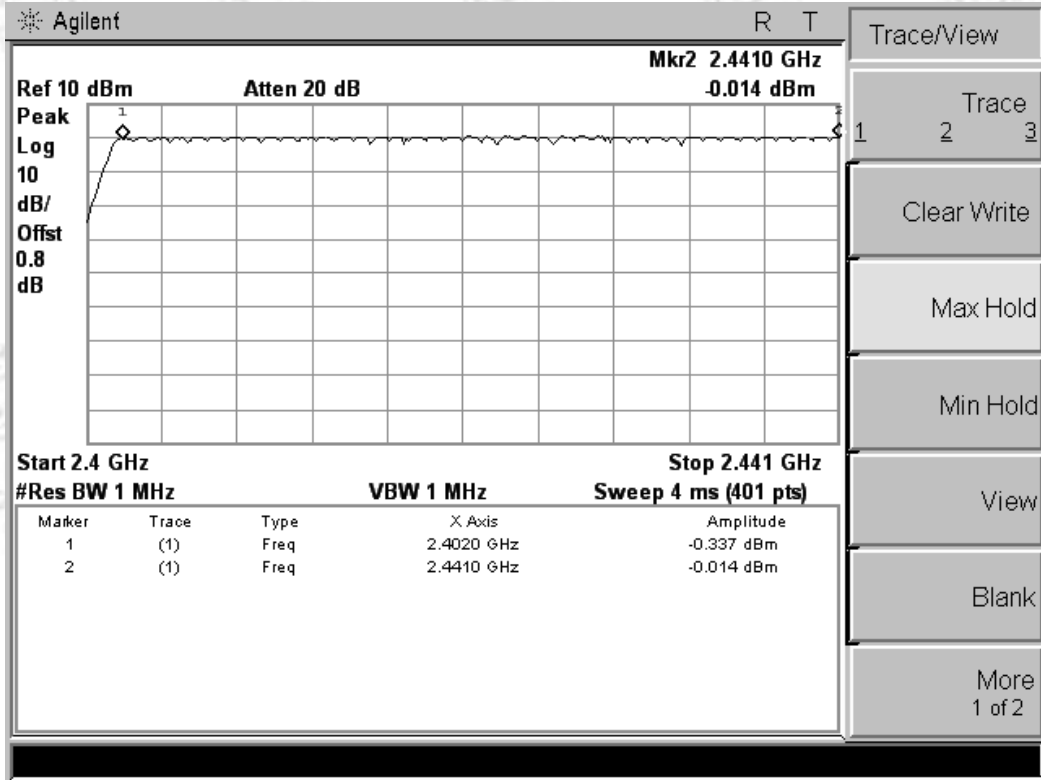 Agilent R T
Trace/View
Mkr2 2.4410 GHz
Ref 10 dBm Atten 20 dB -0.014 dBm
Peak
Log
10
dB/
Offst
0.8
dB
1
2
Start 2.4 GHz Stop 2.441 GHz
#Res BW 1 MHz VBW 1 MHz Sweep 4 ms (401 pts)
Marker Trace Type X Axis Amplitude
1 (1) Freq 2.4020 GHz -0.337 dBm
2 (1) Freq 2.4410 GHz -0.014 dBm
Trace
1 2 3
Clear Write
Max Hold
Min Hold
View
Blank
More
1 of 2